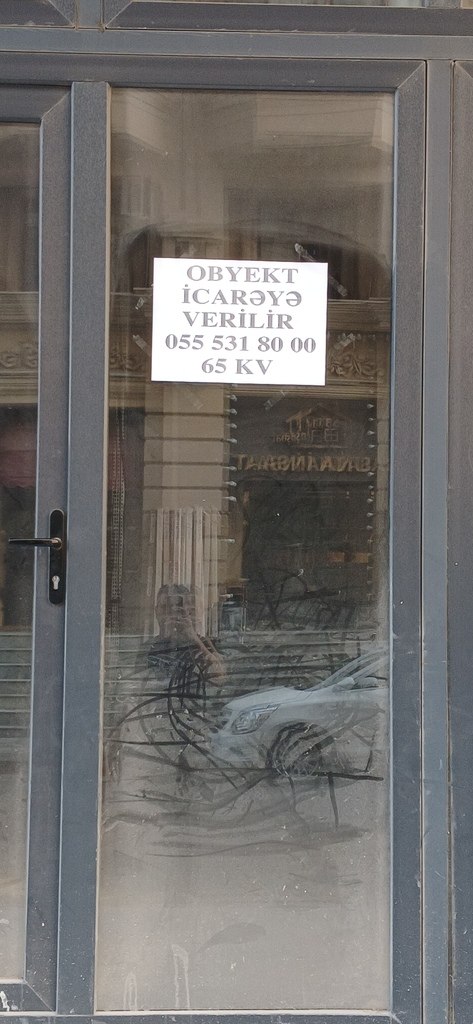 OBYEKT
İCARƏYƏ
VERİLİR
055 531 80 00
65 KV